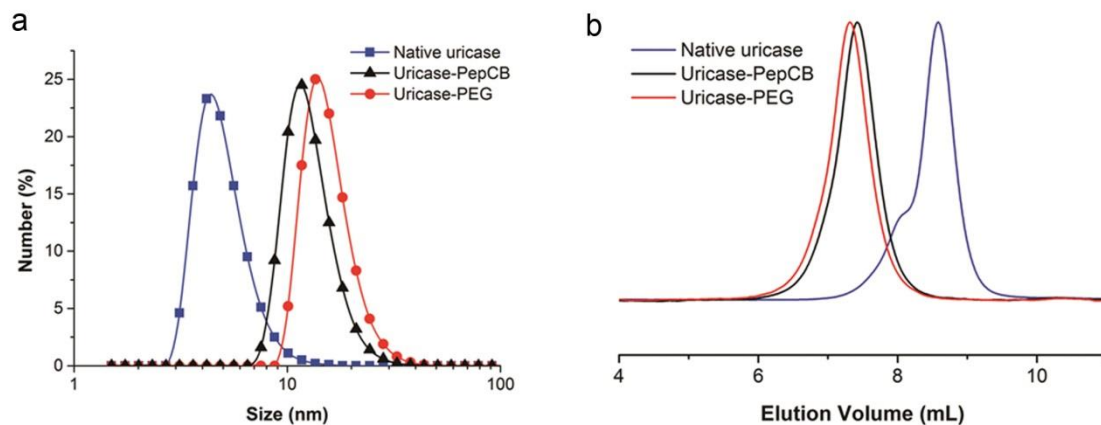 a
25
20
15
10
5
0
Number (%)
Native uricase
Uricase-PepCB
Uricase-PEG
1
10
100
Size (nm)
b
Native uricase
Uricase-PepCB
Uricase-PEG
4
6
8
10
Elution Volume (mL)